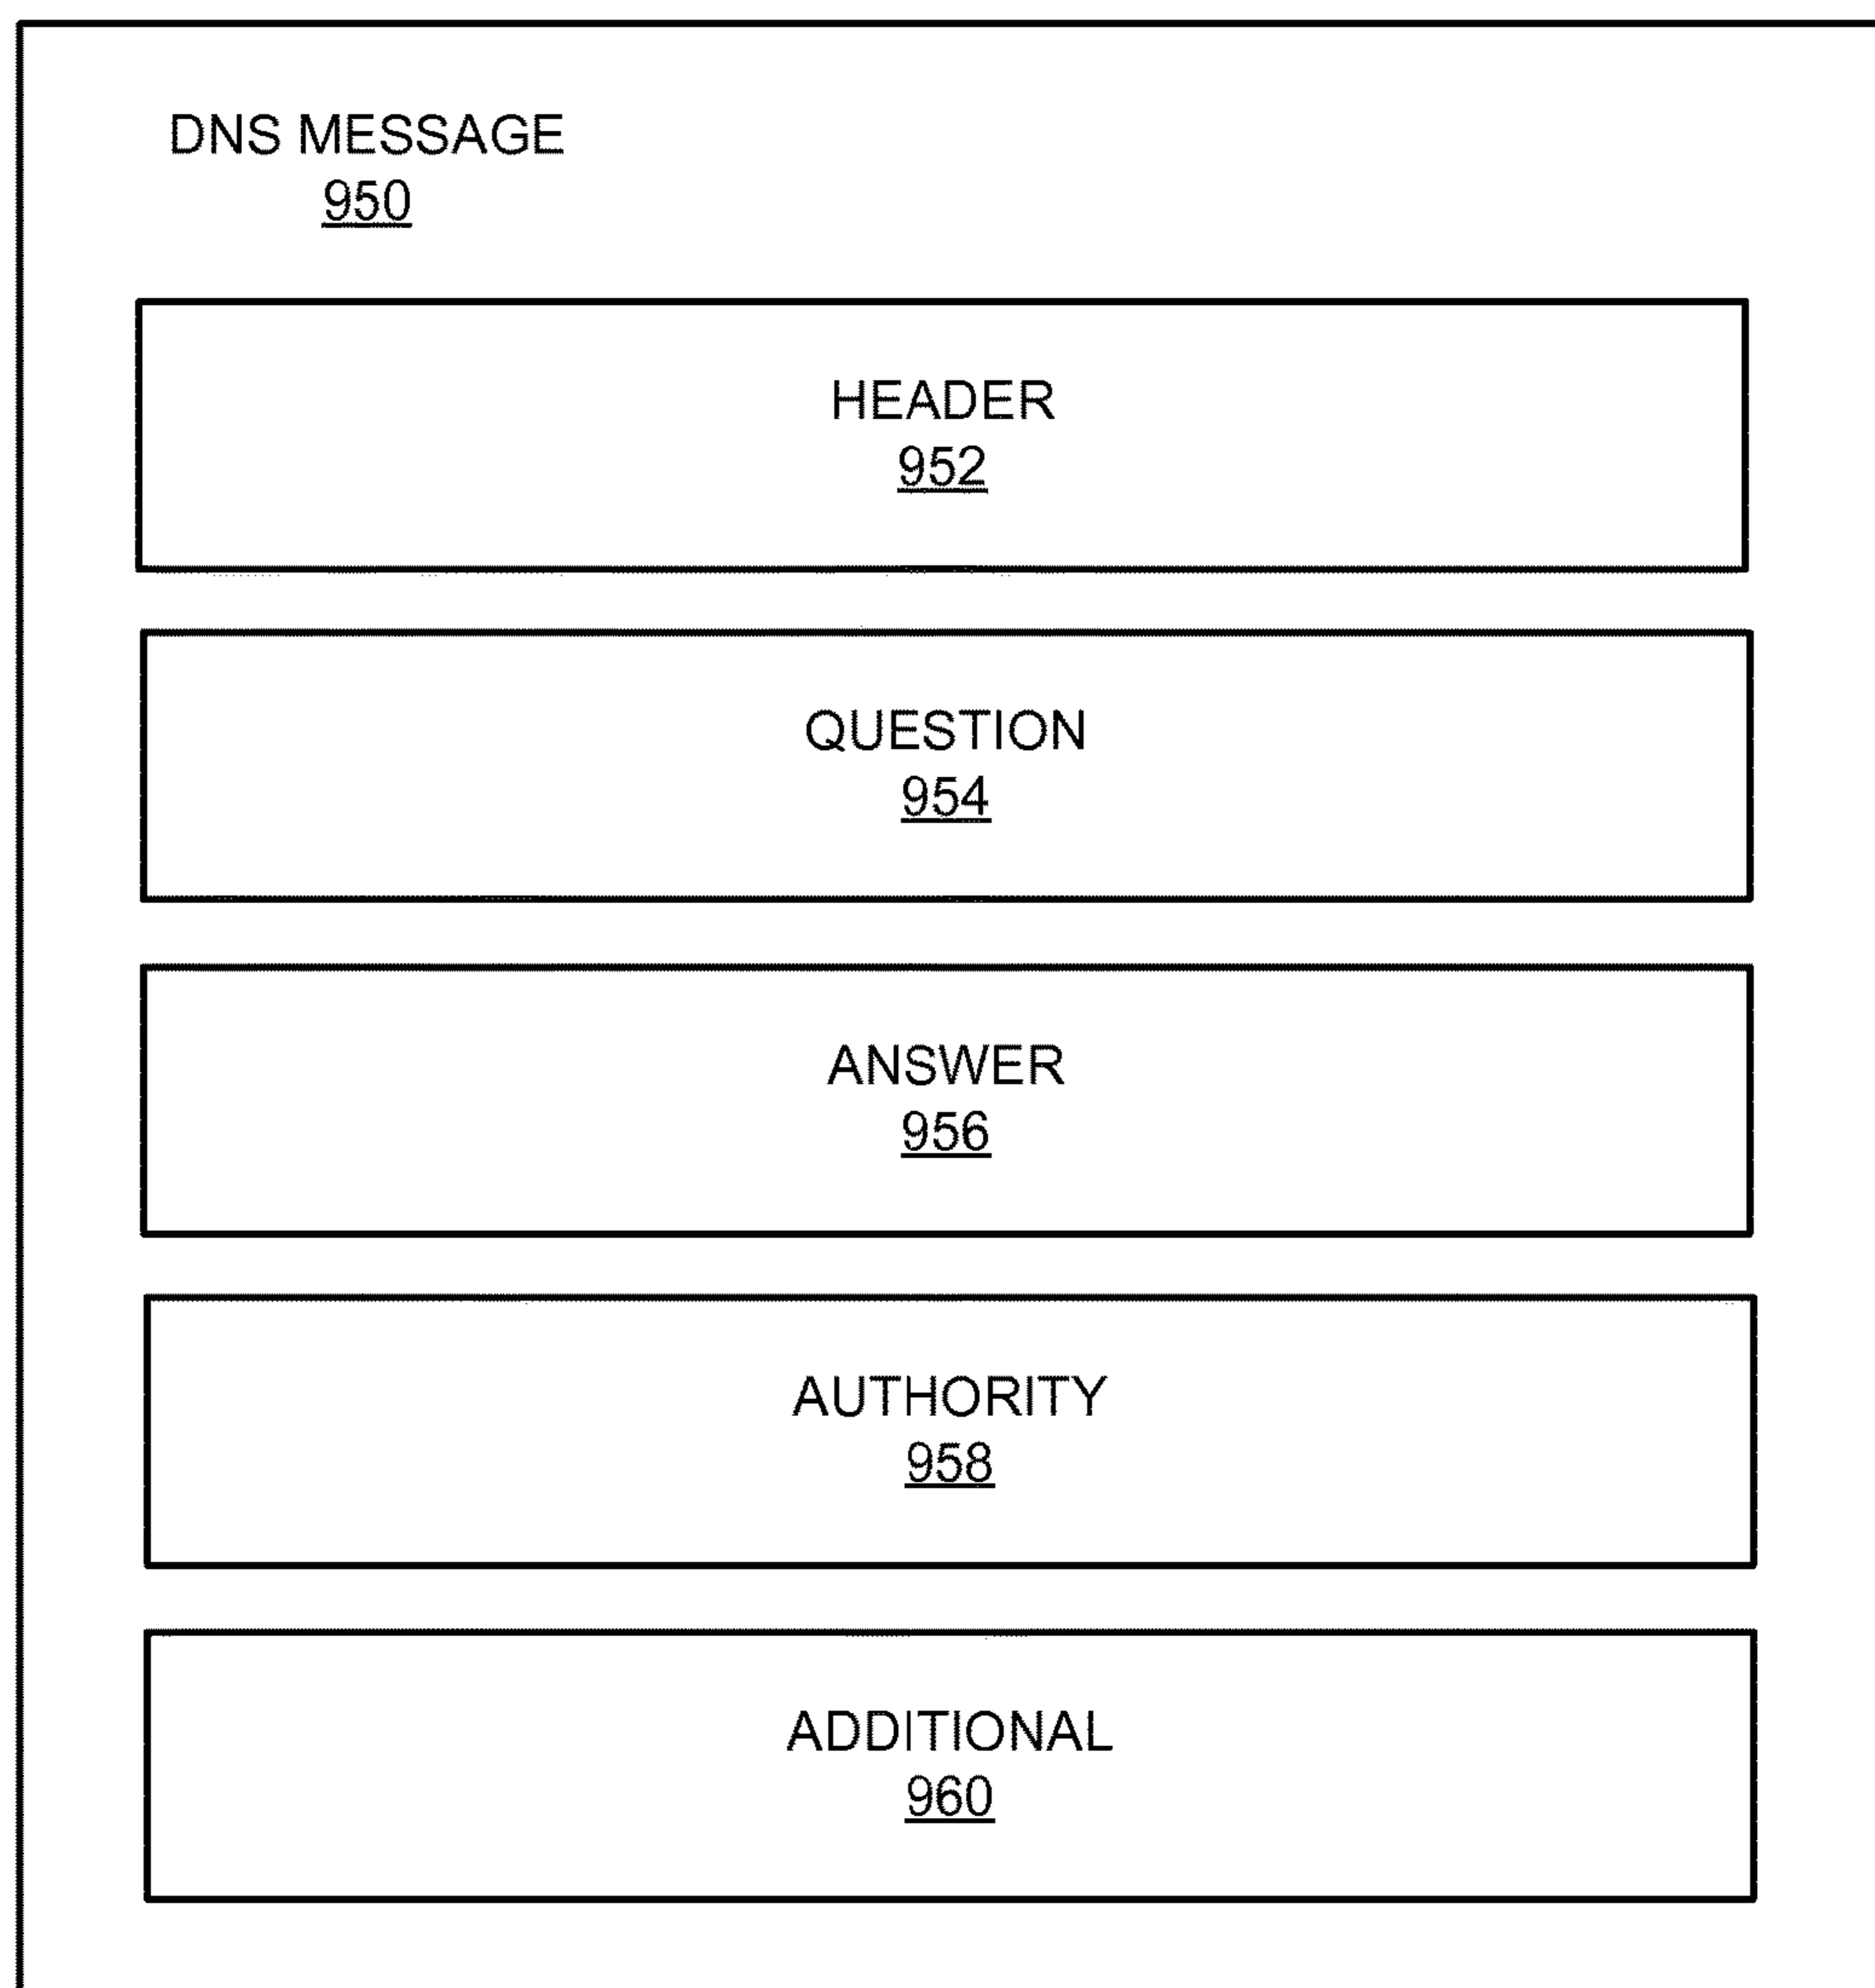 DNS MESSAGE
950
HEADER
952
QUESTION
954
ANSWER
956
AUTHORITY
958
ADDITIONAL
960